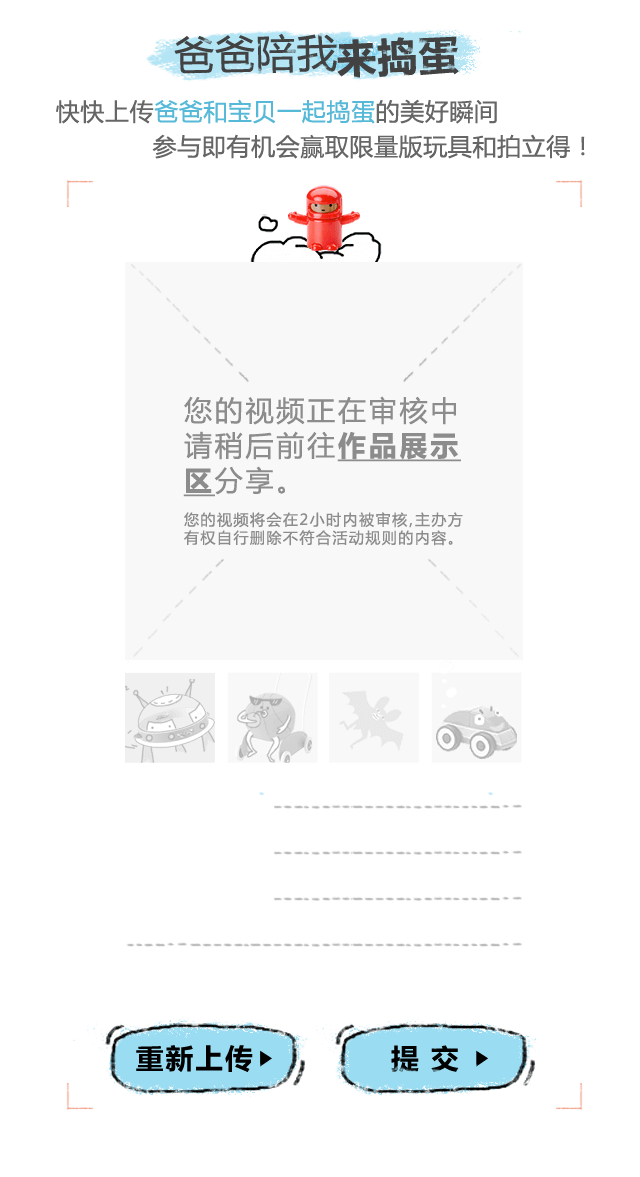 爸爸陪我来捣蛋
快快上传爸爸和宝贝一起捣蛋的美好瞬间
参与即有机会赢取限量版玩具和拍立得！
您的视频正在审核中
请稍后前往作品展示
区分享。
您的视频将会在2小时内被审核,主办方
有权自行删除不符合活动规则的内容。
重新上传
提 交